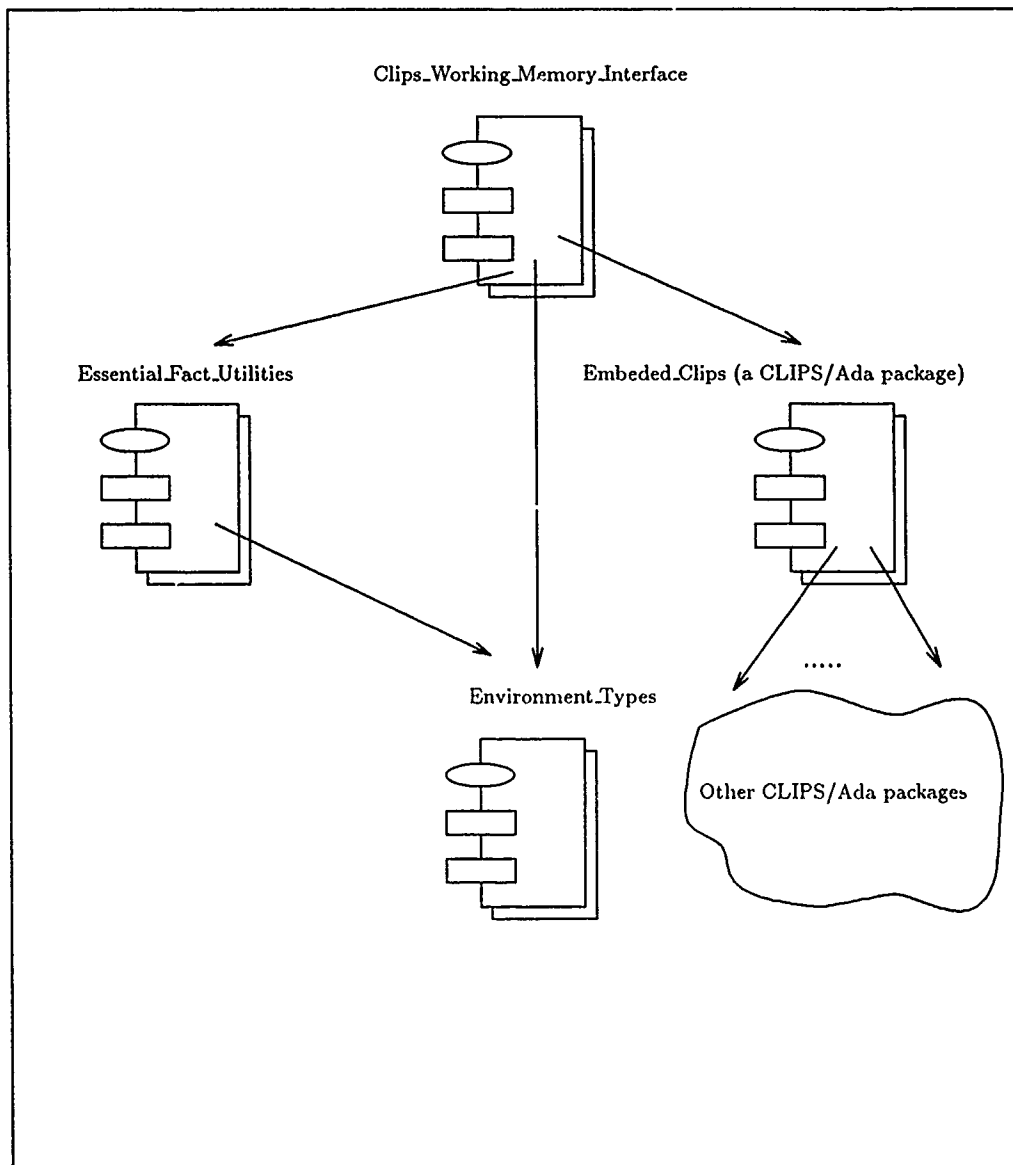 Clips_Working_Memory_Interface
Essential_Fact_Utilities
Embeded_Clips (a CLIPS/Ada package)
.....
Environment_Types
Other CLIPS/Ada packages